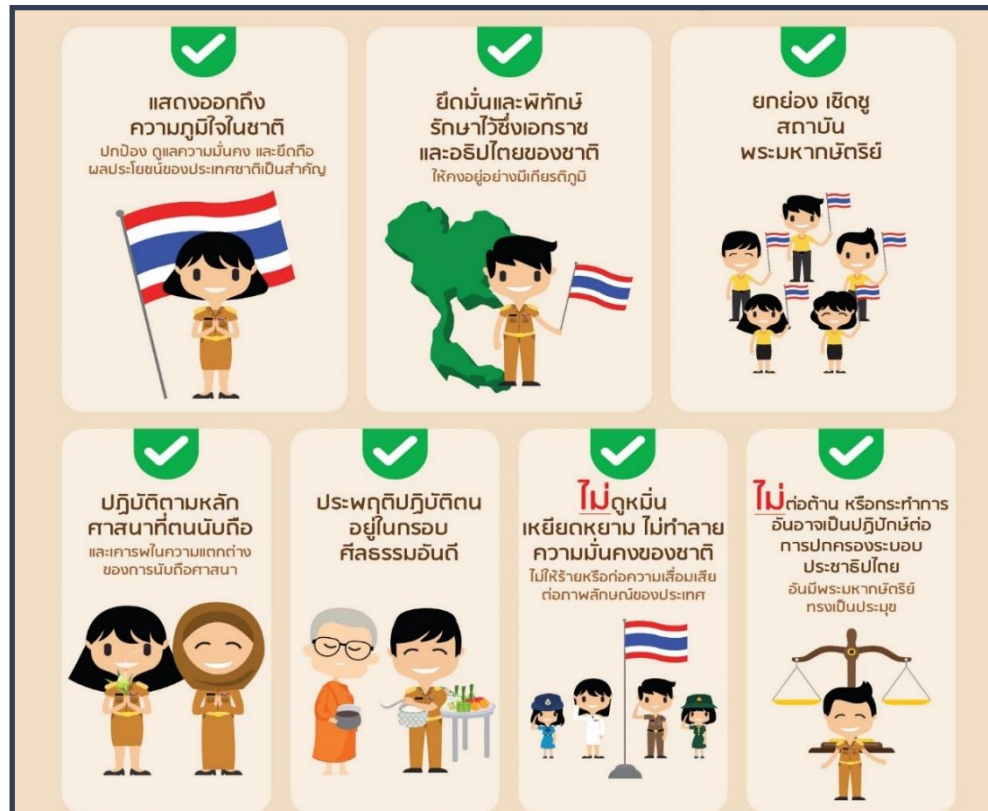 แสดงออกถึง
ความภูมิใจในชาติ
ปกป้อง ดูแลความมั่นคง และยึดถือ
ผลประโยชน์ของประเทศชาติเป็นสำคัญ
ยึดมั่นและพิทักษ์
รักษาไว้ซึ่งเอกราช
และอธิปไตยของชาติ
ให้คงอยู่อย่างมีเกียรติภูมิ
ยกย่อง เชิดชู
สถาบัน
พระมหากษัตริย์
ปฏิบัติตามหลัก
ศาสนาที่ตนนับถือ
และเคารพในความแตกต่าง
ของการนับถือศาสนา
ประพฤติปฏิบัติตน
อยู่ในกรอบ
ศีลธรรมอันดี
ไม่ดูหมิ่น
เหยียดหยาม ไม่ทำลาย
ความมั่นคงของชาติ
ไม่ให้ร้ายหรือก่อความเสื่อมเสีย
ต่อภาพลักษณ์ของประเทศ
ไม่ต่อต้าน หรือกระทำการ
อันอาจเป็นปฏิปักษ์ต่อ
การปกครองระบอบ
ประชาธิปไตย
อันมีพระมหากษัตริย์
ทรงเป็นประมุข